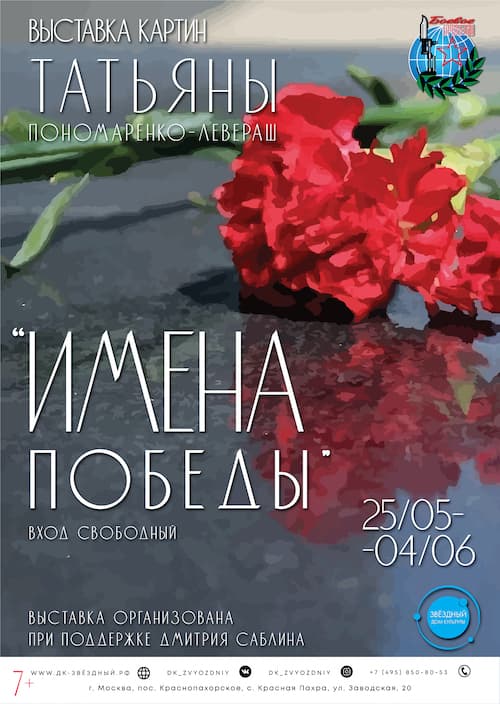 ВЫСТАВКА КАРТИН
ТАТЬЯНЫ
ПОНОМАРЕНКО-ЛЕВЕРАШ
Боевое
"ИМЕНА
ПОБЕДЫ"
ВХОД СВОБОДНЫЙ
25/05-
-04/06
ЗВЁЗДНЫЙ
ДОМ КУЛЬТУРЫ
ВЫСТАВКА ОРГАНИЗОВАНА
ПРИ ПОДДЕРЖКЕ ДМИТРИЯ САБЛИНА
7+
WWW.ДК-ЗВЁЗДНЫЙ.РФ DK_ZVYOZDNIY DK_ZVYOZDNIY +7 (495) 850-80-53
г. Москва, пос. Краснопахорское, с. Красная Пахра, ул. Заводская, 20